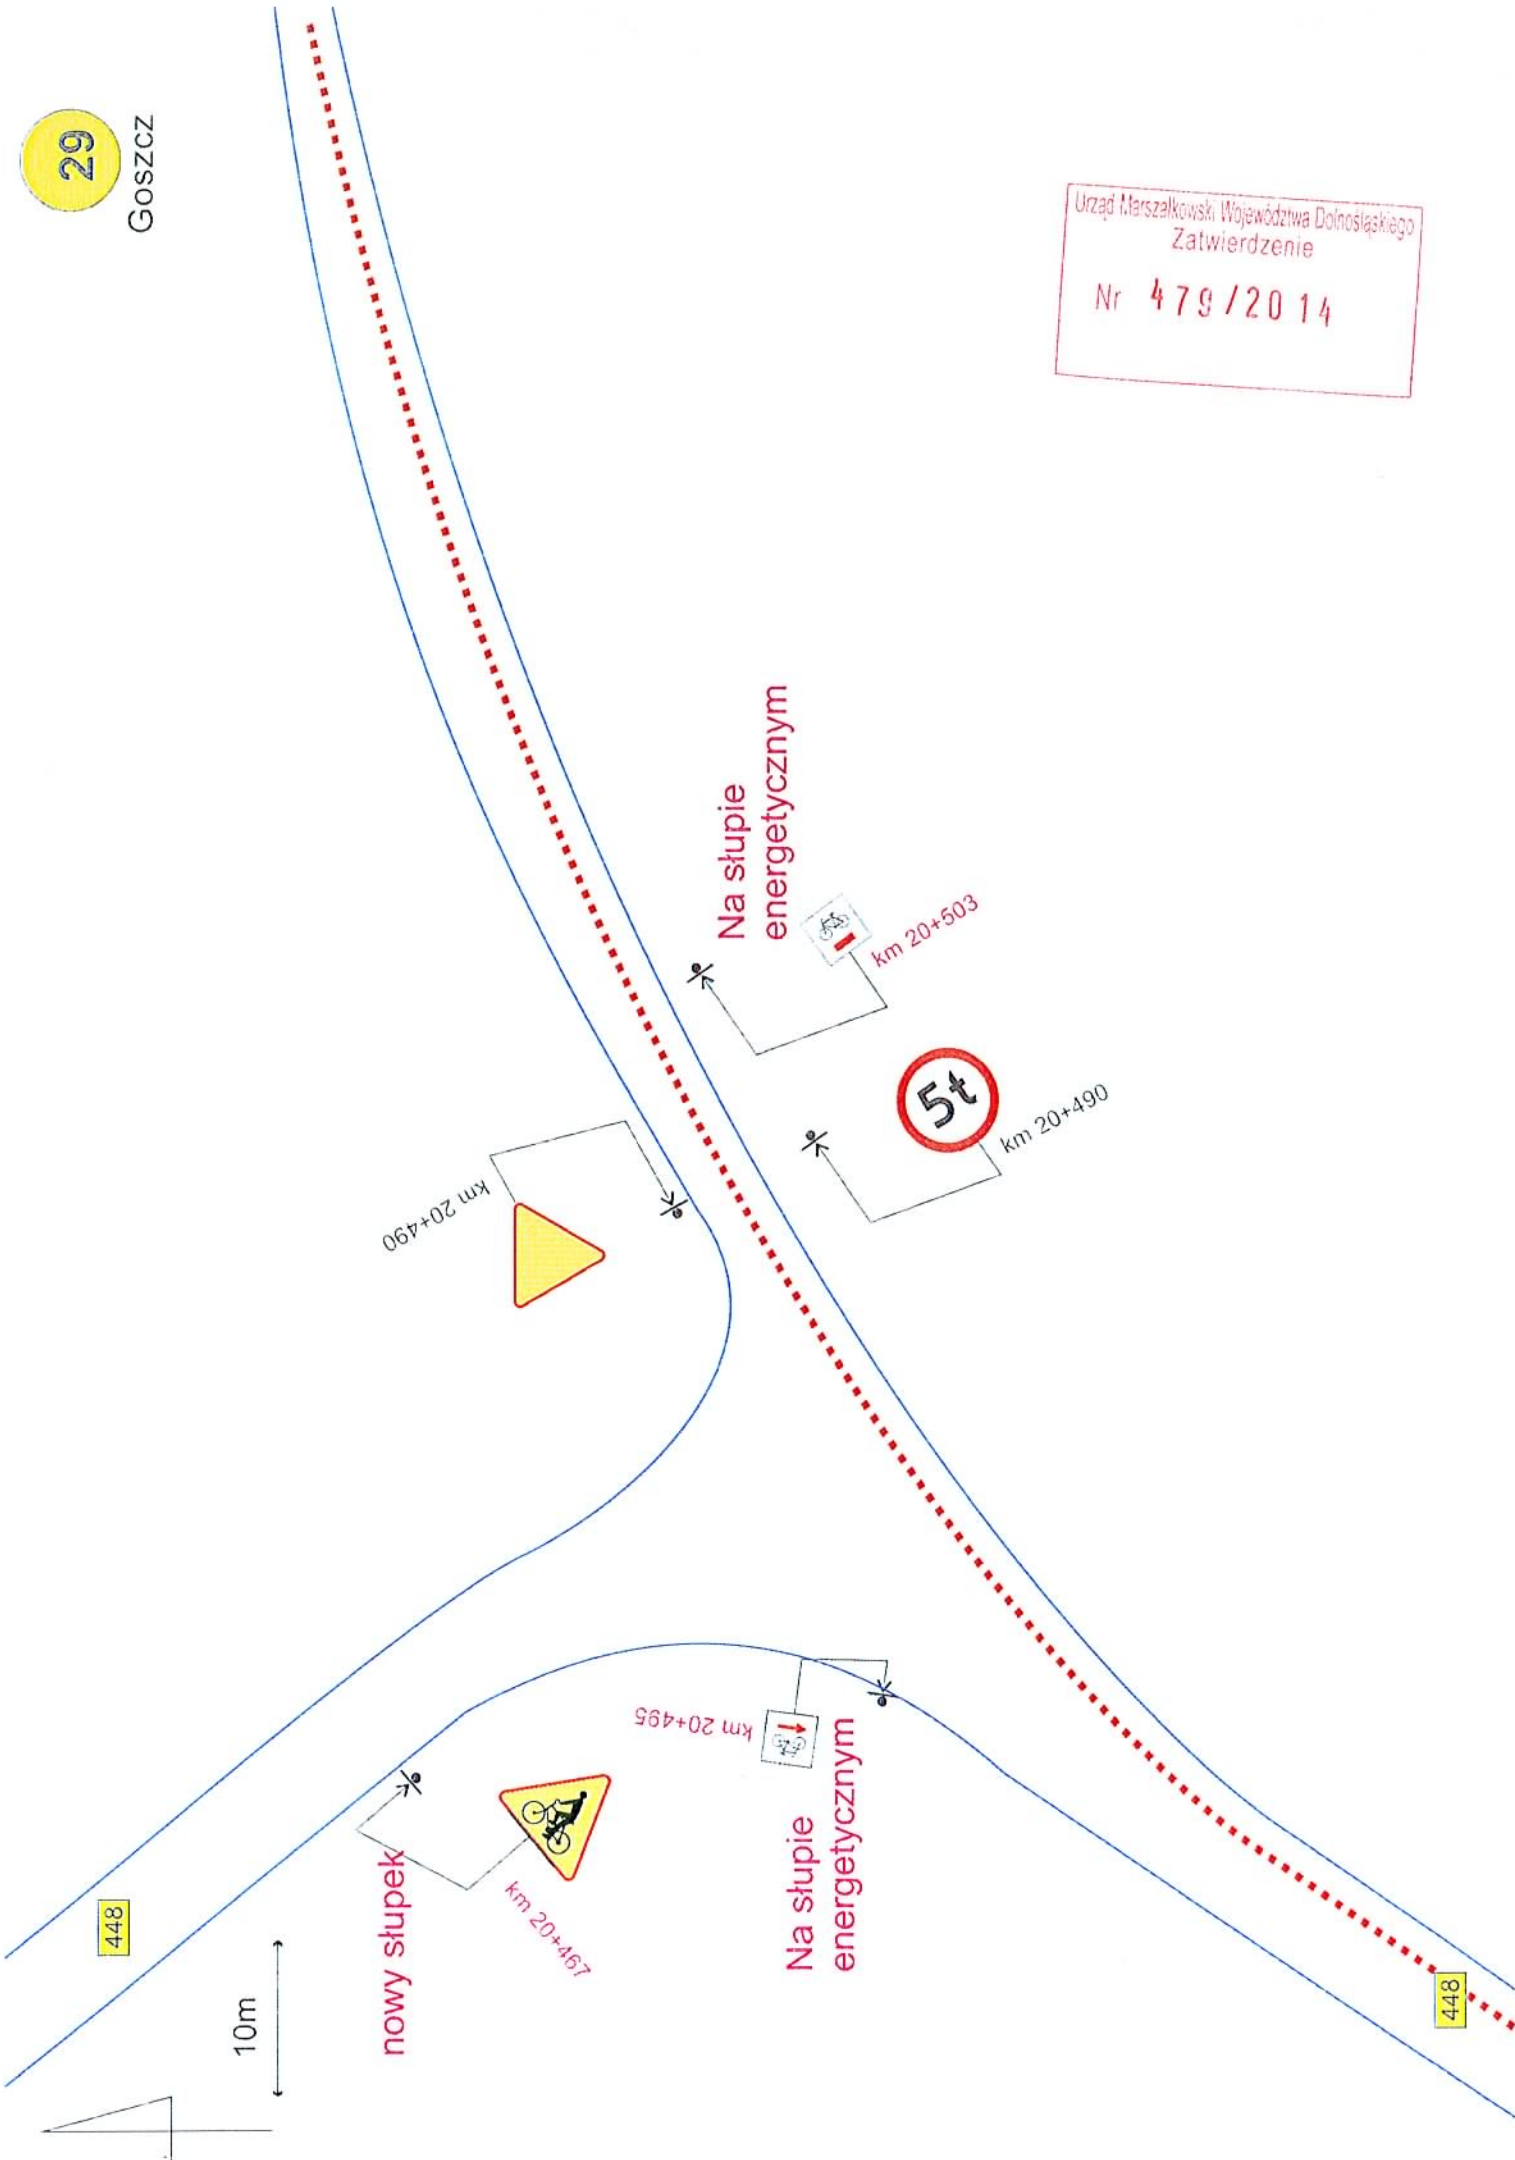 29
Goszcz
Urząd Marszałkowski Województwa Dolnośląskiego
Zatwierdzenie
Nr 479/2014
Na słupie
energetycznym
km 20+503
5t
km 20+490
km 20+490
km 20+495
Na słupie
energetycznym
nowy słupek
km 20+467
448
10m
448